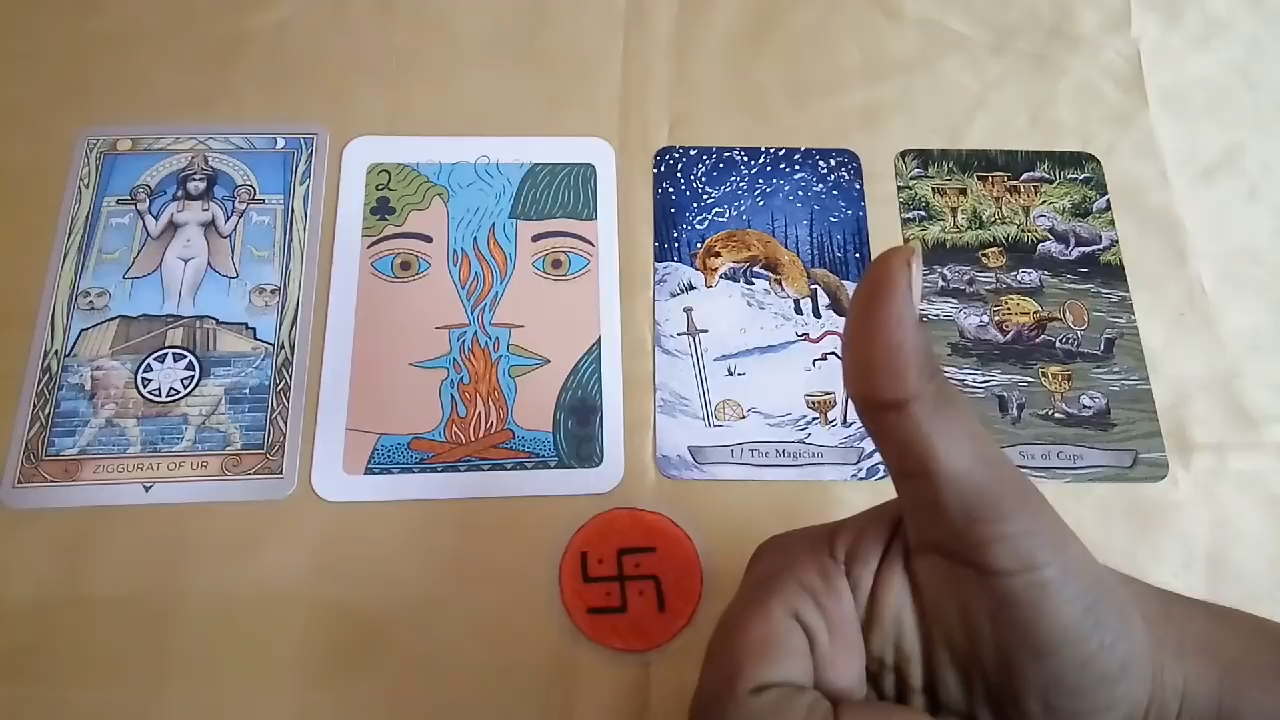 ZIGGURAT OF UR
2
I / The Magician
Six of Cups